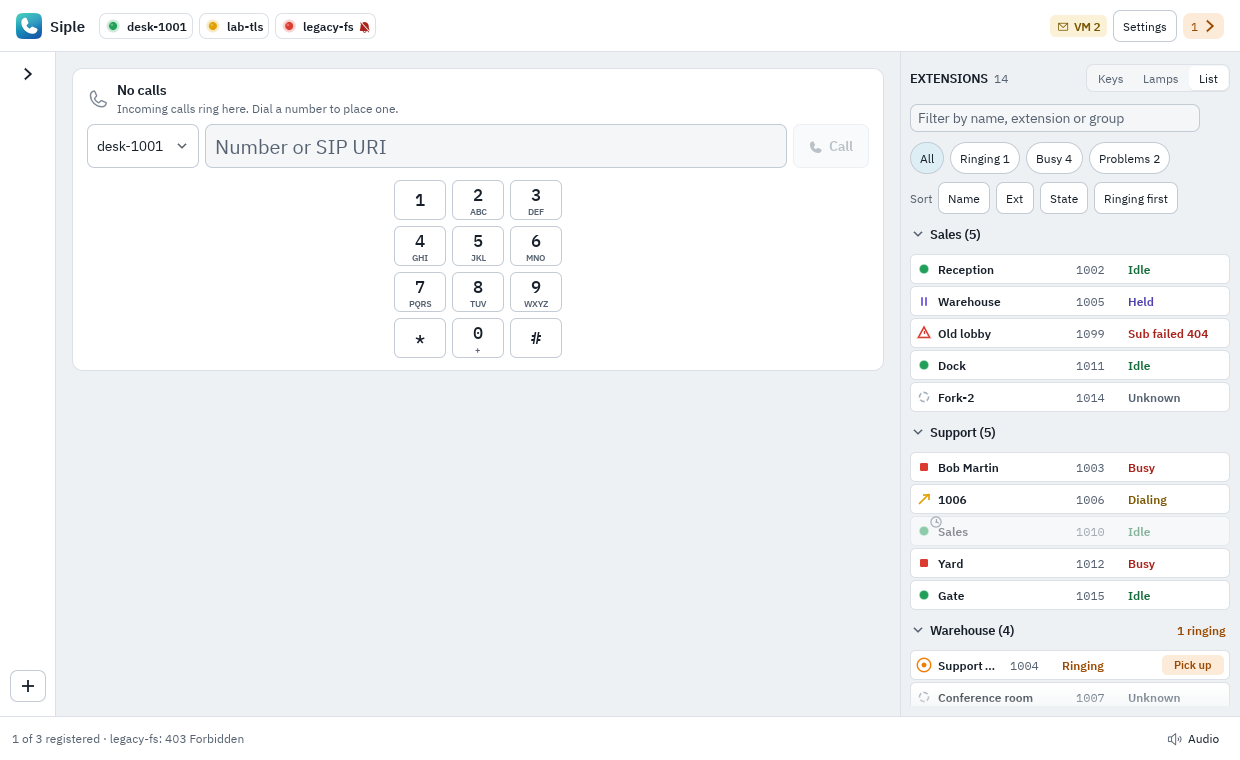 Siple desk-1001 lab-tls legacy-fs VM 2 Settings 1
No calls
Incoming calls ring here. Dial a number to place one.
desk-1001 Number or SIP URI Call
1 2 ABC 3 DEF
4 GHI 5 JKL 6 MNO
7 PQRS 8 TUV 9 WXYZ
* 0 + #
EXTENSIONS 14 Keys Lamps List
Filter by name, extension or group
All Ringing 1 Busy 4 Problems 2
Sort Name Ext State Ringing first
Sales (5)
Reception 1002 Idle
Warehouse 1005 Held
Old lobby 1099 Sub failed 404
Dock 1011 Idle
Fork-2 1014 Unknown
Support (5)
Bob Martin 1003 Busy
1006 1006 Dialing
Sales 1010 Idle
Yard 1012 Busy
Gate 1015 Idle
Warehouse (4) 1 ringing
Support ... 1004 Ringing Pick up
Conference room 1007 Unknown
1 of 3 registered · legacy-fs: 403 Forbidden Audio